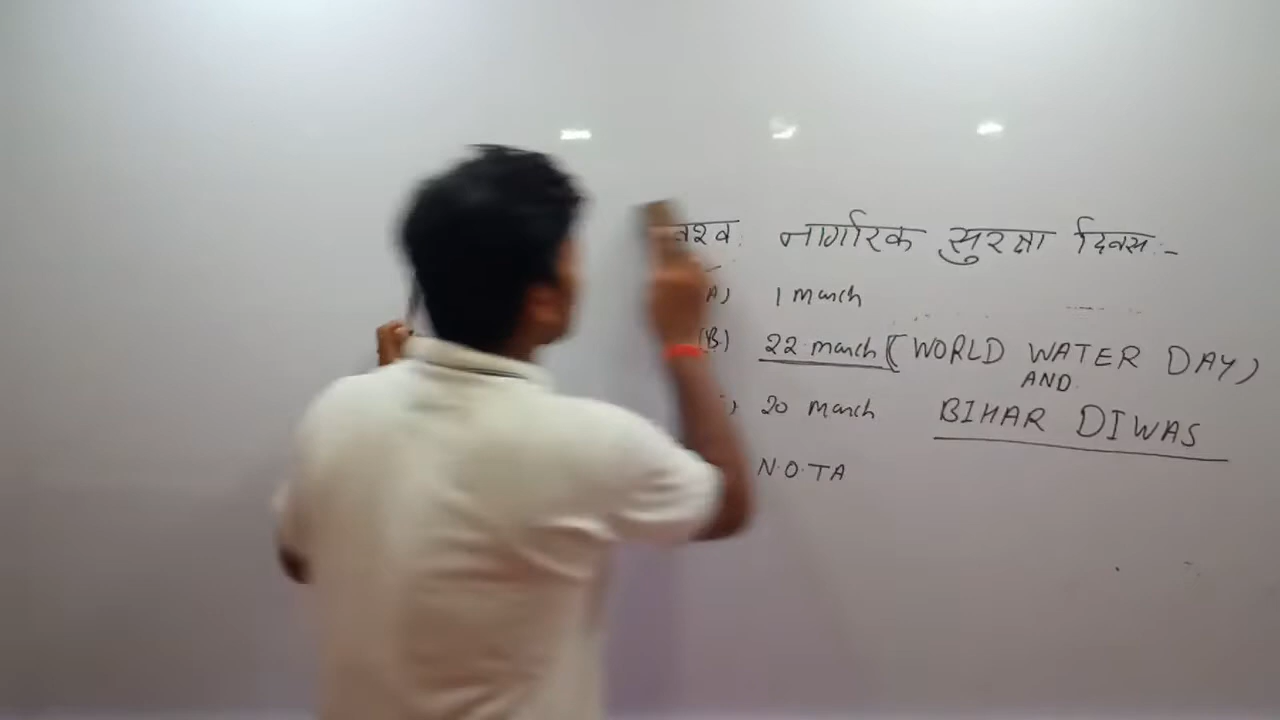 विश्व नागरिक सुरक्षा दिवस :-
(A) 1 march
(B) 22 march (WORLD WATER DAY)
AND
20 march BIHAR DIWAS
N.O.TA